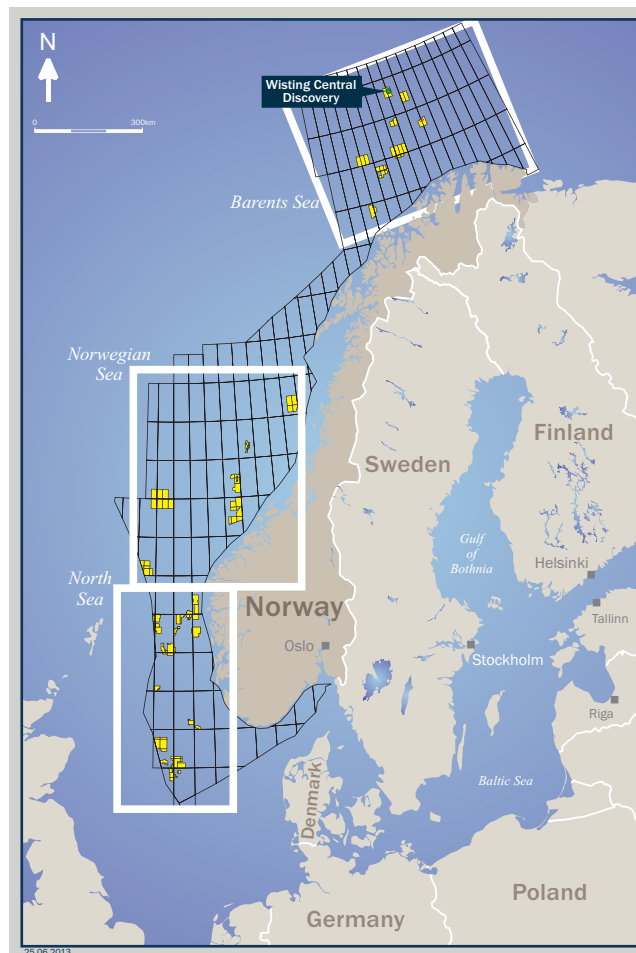 N
Wisting Central
Discovery
0
300km
Barents Sea
Norwegian
Sea
Finland
Sweden
Gulf
of
Bothnia
Helsinki
North
Sea
Norway
Tallinn
Oslo
Stockholm
Riga
Baltic Sea
Denmark
Poland
Germany
25.06.2013